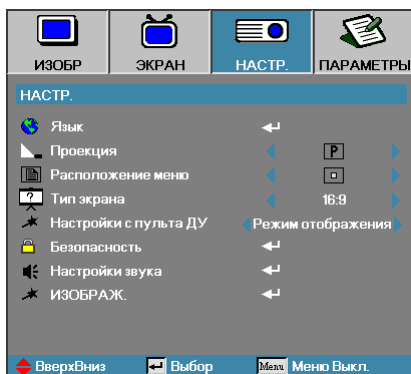 ИЗОБР ЭКРАН НАСТР. ПАРАМЕТРЫ
НАСТР.
Язык
Проекция P
Расположение меню
Тип экрана 16:9
Настройки с пульта ДУ Режим отображения
Безопасность
Настройки звука
ИЗОБРАЖ.
ВверхВниз Выбор Menu Меню Выкл.